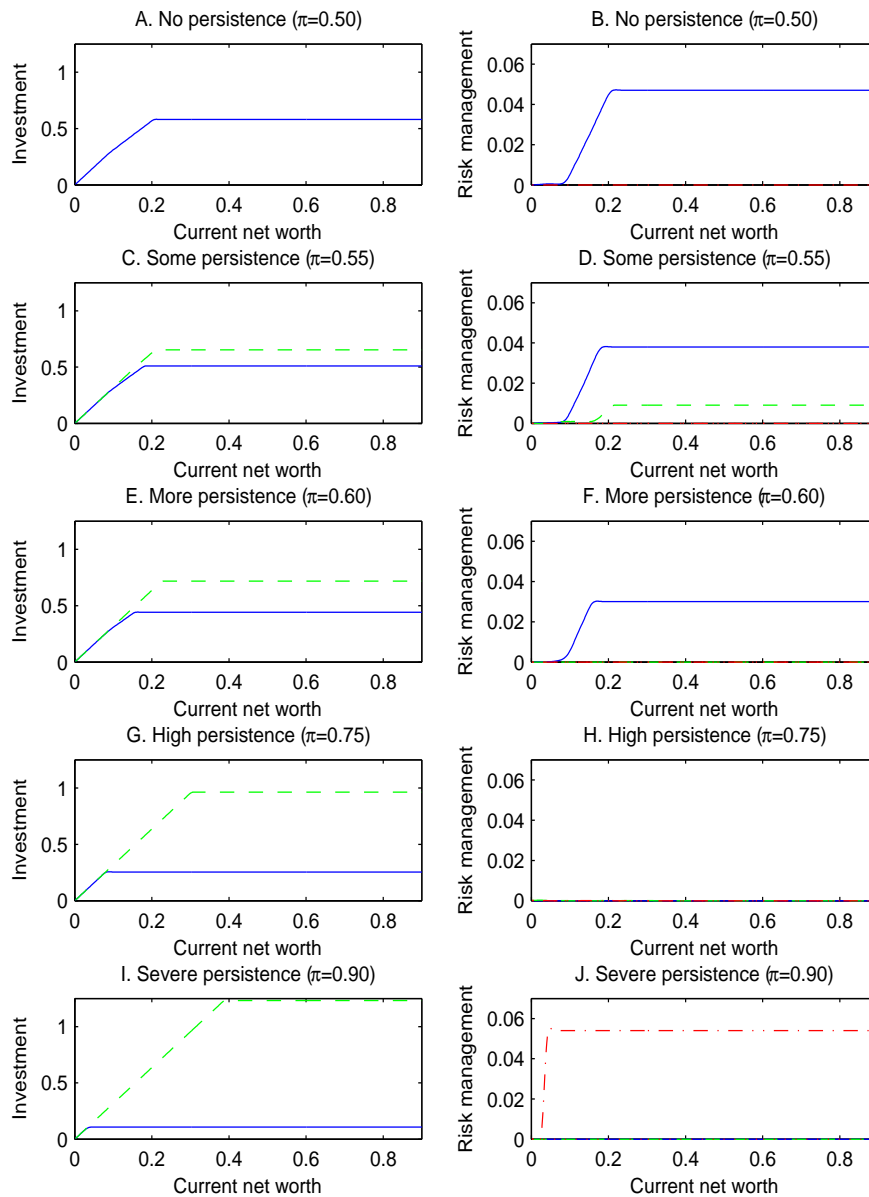 A. No persistence (π=0.50)
Investment
1
0.5
0
0 0.2 0.4 0.6 0.8
Current net worth
B. No persistence (π=0.50)
Risk management
0.06
0.04
0.02
0
0 0.2 0.4 0.6 0.8
Current net worth
C. Some persistence (π=0.55)
Investment
1
0.5
0
0 0.2 0.4 0.6 0.8
Current net worth
D. Some persistence (π=0.55)
Risk management
0.06
0.04
0.02
0
0 0.2 0.4 0.6 0.8
Current net worth
E. More persistence (π=0.60)
Investment
1
0.5
0
0 0.2 0.4 0.6 0.8
Current net worth
F. More persistence (π=0.60)
Risk management
0.06
0.04
0.02
0
0 0.2 0.4 0.6 0.8
Current net worth
G. High persistence (π=0.75)
Investment
1
0.5
0
0 0.2 0.4 0.6 0.8
Current net worth
H. High persistence (π=0.75)
Risk management
0.06
0.04
0.02
0
0 0.2 0.4 0.6 0.8
Current net worth
I. Severe persistence (π=0.90)
Investment
1
0.5
0
0 0.2 0.4 0.6 0.8
Current net worth
J. Severe persistence (π=0.90)
Risk management
0.06
0.04
0.02
0
0 0.2 0.4 0.6 0.8
Current net worth